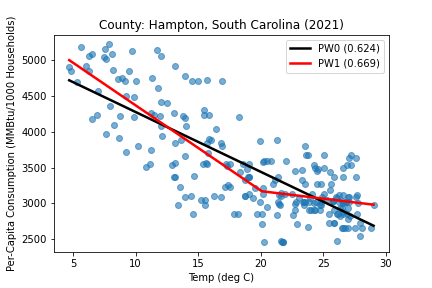 County: Hampton, South Carolina (2021)
Per-Capita Consumption (MMBtu/1000 Households)
5000
4500
4000
3500
3000
2500
PW0 (0.624)
PW1 (0.669)
5 10 15 20 25 30
Temp (deg C)